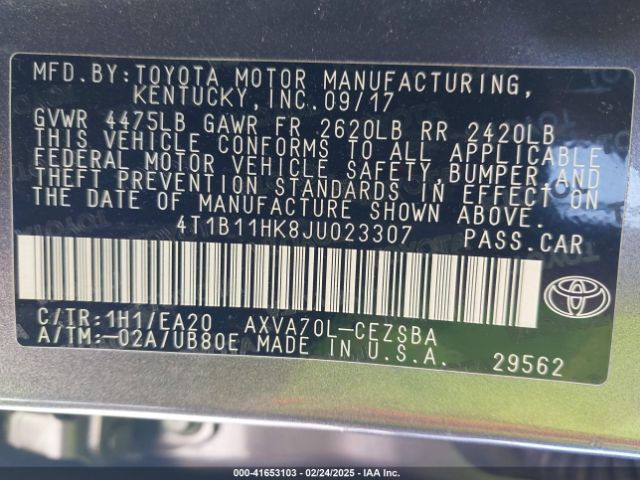 MFD.BY:TOYOTA MOTOR MANUFACTURING,
KENTUCKY,INC.09/17
GVWR 4475LB GAWR FR 2620LB RR 2420LB
THIS VEHICLE CONFORMS TO ALL APPLICABLE
FEDERAL MOTOR VEHICLE SAFETY, BUMPER AND
THEFT PREVENTION STANDARDS IN EFFECT ON
THE DATE OF MANUFACTURE SHOWN ABOVE.
4T1B11HK8JU023307 PASS.CAR
C/TR:1H1/EA20 AXVA70L-CEZSBA
A/TM:-02A/UB80E MADE IN U.S.A. 29562
000-41653103 - 02/24/2025 - IAAI.COM